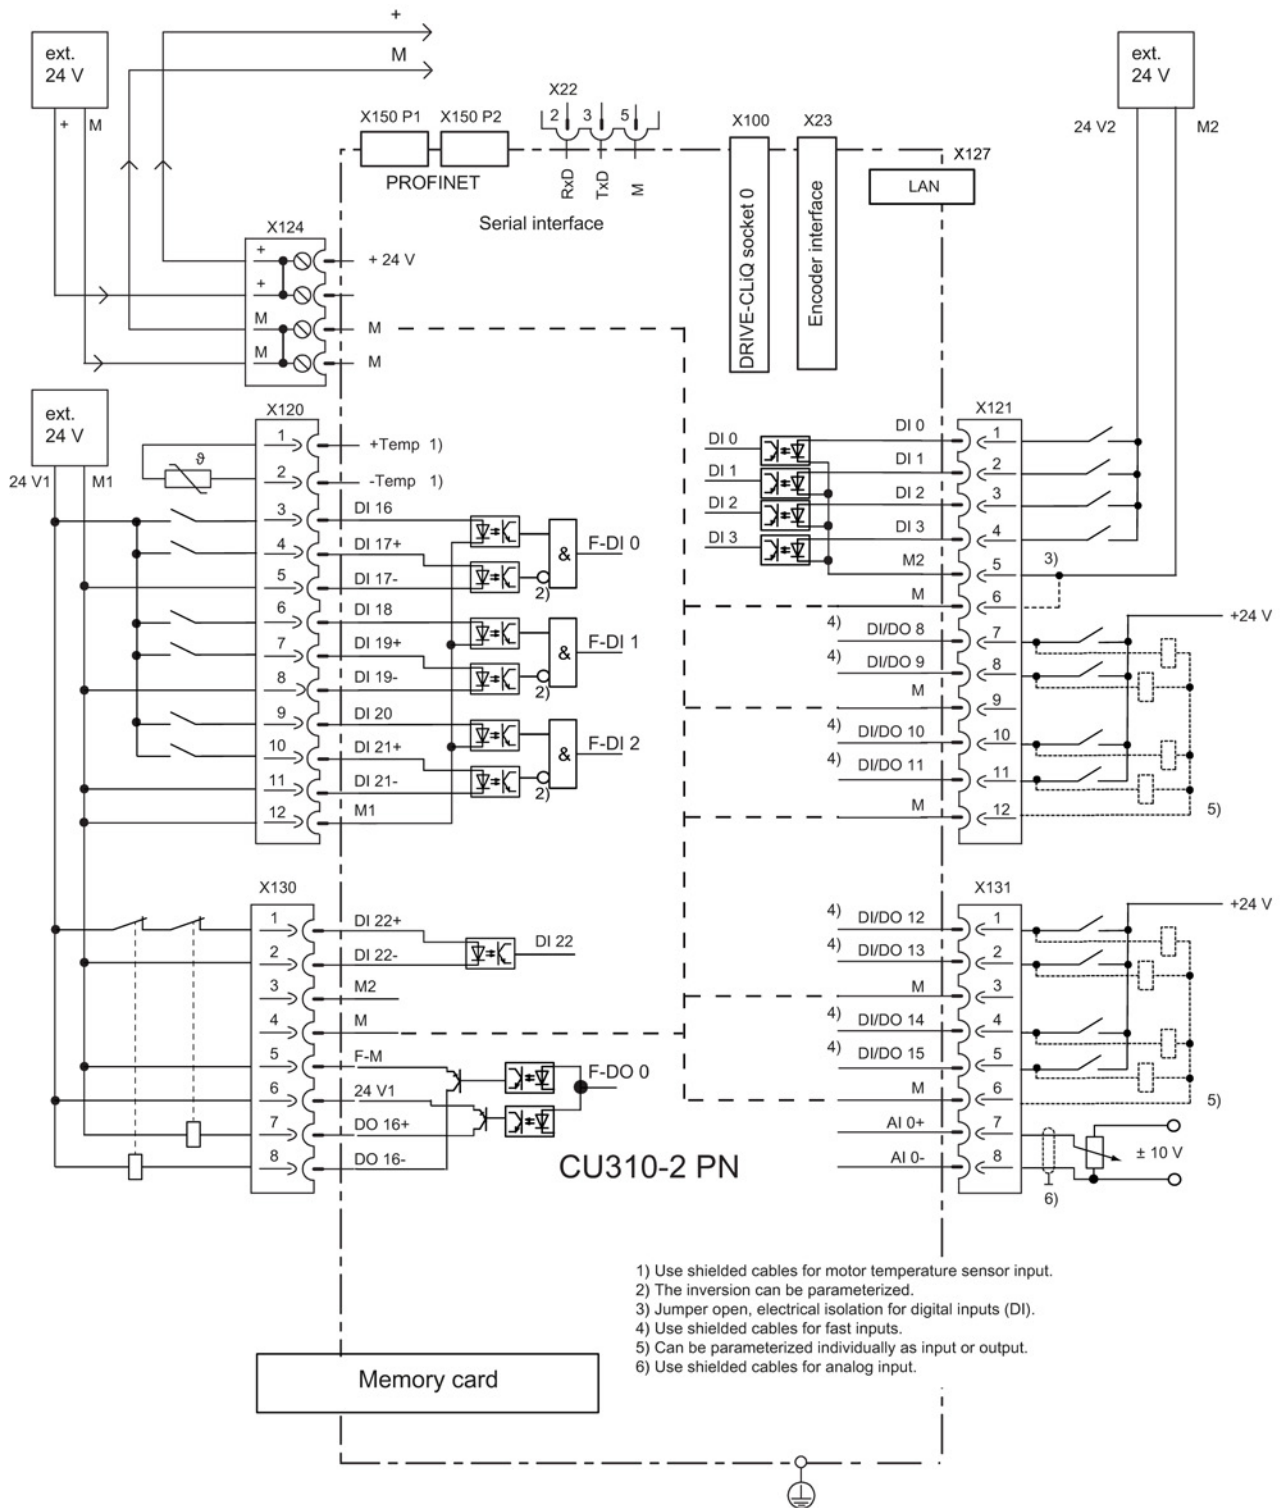 +
M
ext.
24 V
+ M
ext.
24 V
24 V2 M2
X22
2 3 5
RxD
TxD
M
Serial interface
X150 P1 X150 P2
PROFINET
X100
DRIVE-CLiQ socket 0
X23
Encoder interface
X127
LAN
X124
+ + 24 V
+
M M
M M
ext.
24 V
24 V1 M1
X120
ϑ
1 +Temp 1)
2 -Temp 1)
3 DI 16
4 DI 17+
5 DI 17-
6 DI 18
7 DI 19+
8 DI 19-
9 DI 20
10 DI 21+
11 DI 21-
12 M1
& F-DI 0
2)
& F-DI 1
2)
& F-DI 2
2)
X121
DI 0 DI 0 1
DI 1 DI 1 2
DI 2 DI 2 3
DI 3 DI 3 4
M2 5 3)
M 6
+24 V
4) DI/DO 8 7
4) DI/DO 9 8
M 9
4) DI/DO 10 10
4) DI/DO 11 11
M 12
5)
X130
1 DI 22+
2 DI 22-
DI 22
3 M2
4 M
5 F-M
6 24 V1
7 DO 16+
8 DO 16-
F-DO 0
X131
+24 V
4) DI/DO 12 1
4) DI/DO 13 2
M 3
4) DI/DO 14 4
4) DI/DO 15 5
M 6
5)
AI 0+ 7
AI 0- 8
± 10 V
6)
CU310-2 PN
1) Use shielded cables for motor temperature sensor input.
2) The inversion can be parameterized.
3) Jumper open, electrical isolation for digital inputs (DI).
4) Use shielded cables for fast inputs.
5) Can be parameterized individually as input or output.
6) Use shielded cables for analog input.
Memory card